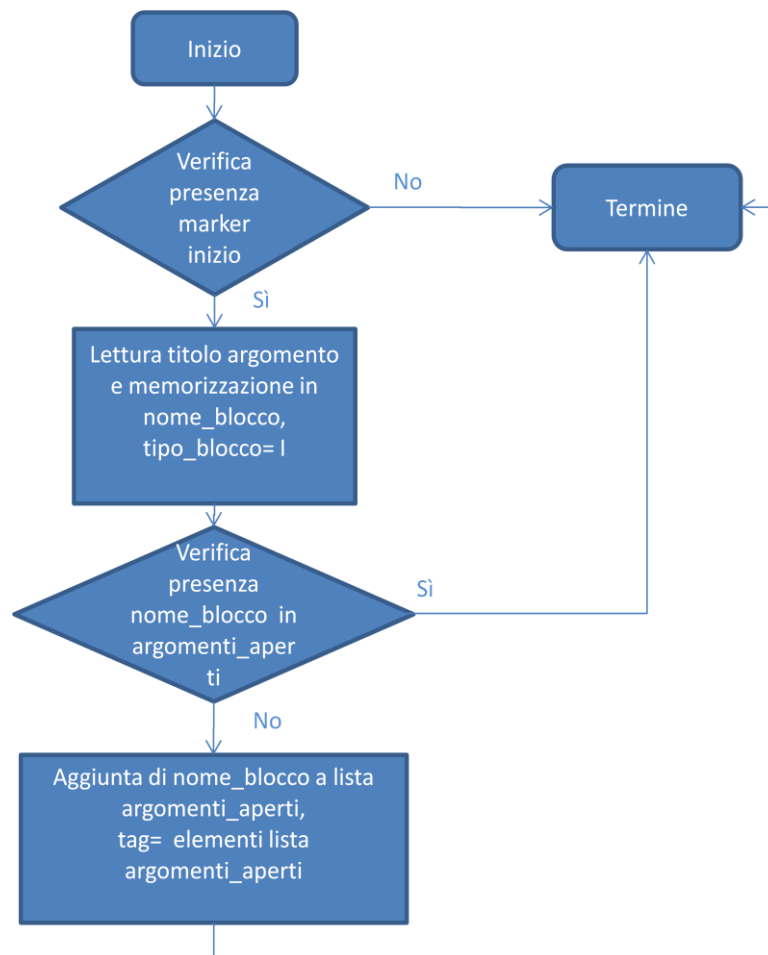 Inizio
Verifica
presenza
marker
inizio
No
Termine
Sì
Lettura titolo argomento
e memorizzazione in
nome_blocco,
tipo_blocco= I
Verifica
presenza
nome_blocco in
argomenti_aper
ti
Sì
No
Aggiunta di nome_blocco a lista
argomenti_aperti,
tag= elementi lista
argomenti_aperti